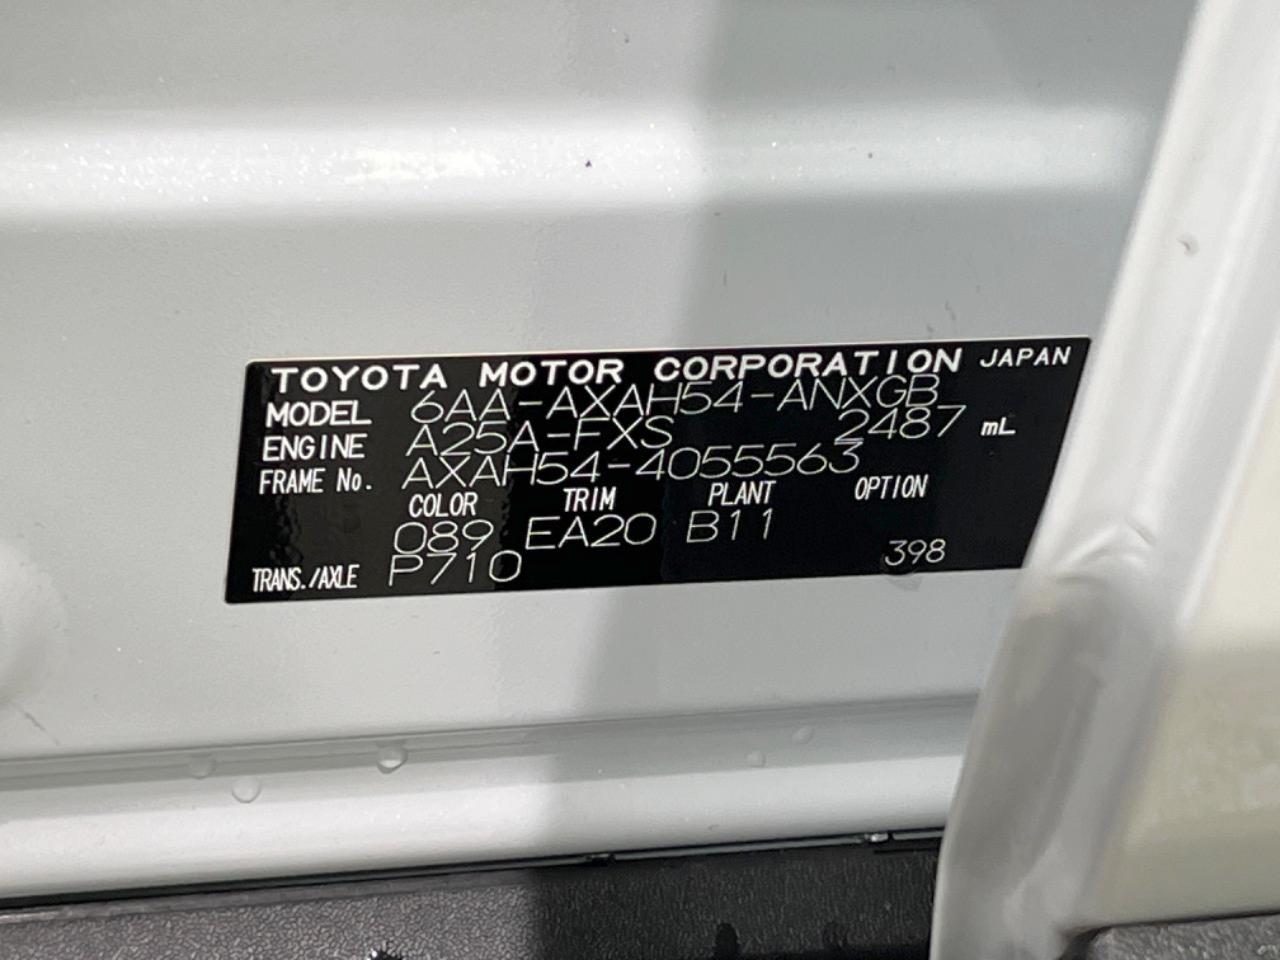 TOYOTA MOTOR CORPORATION JAPAN
MODEL 6AA-AXAH54-ANXGB
ENGINE A25A-FXS 2487 mL
FRAME No. AXAH54-4055563
COLOR TRIM PLANT OPTION
089 EA20 B11
TRANS./AXLE P710 398